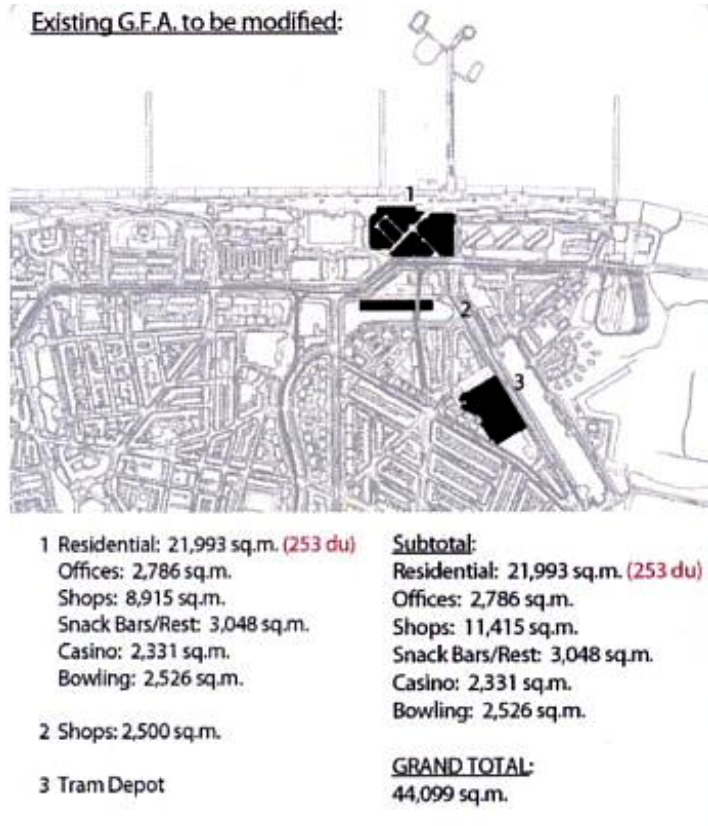 Existing G.F.A. to be modified:
1
2
3
1 Residential: 21,993 sq.m. (253 du)
Offices: 2,786 sq.m.
Shops: 8,915 sq.m.
Snack Bars/Rest: 3,048 sq.m.
Casino: 2,331 sq.m.
Bowling: 2,526 sq.m.
2 Shops: 2,500 sq.m.
3 Tram Depot
Subtotal:
Residential: 21,993 sq.m. (253 du)
Offices: 2,786 sq.m.
Shops: 11,415 sq.m.
Snack Bars/Rest: 3,048 sq.m.
Casino: 2,331 sq.m.
Bowling: 2,526 sq.m.
GRAND TOTAL:
44,099 sq.m.